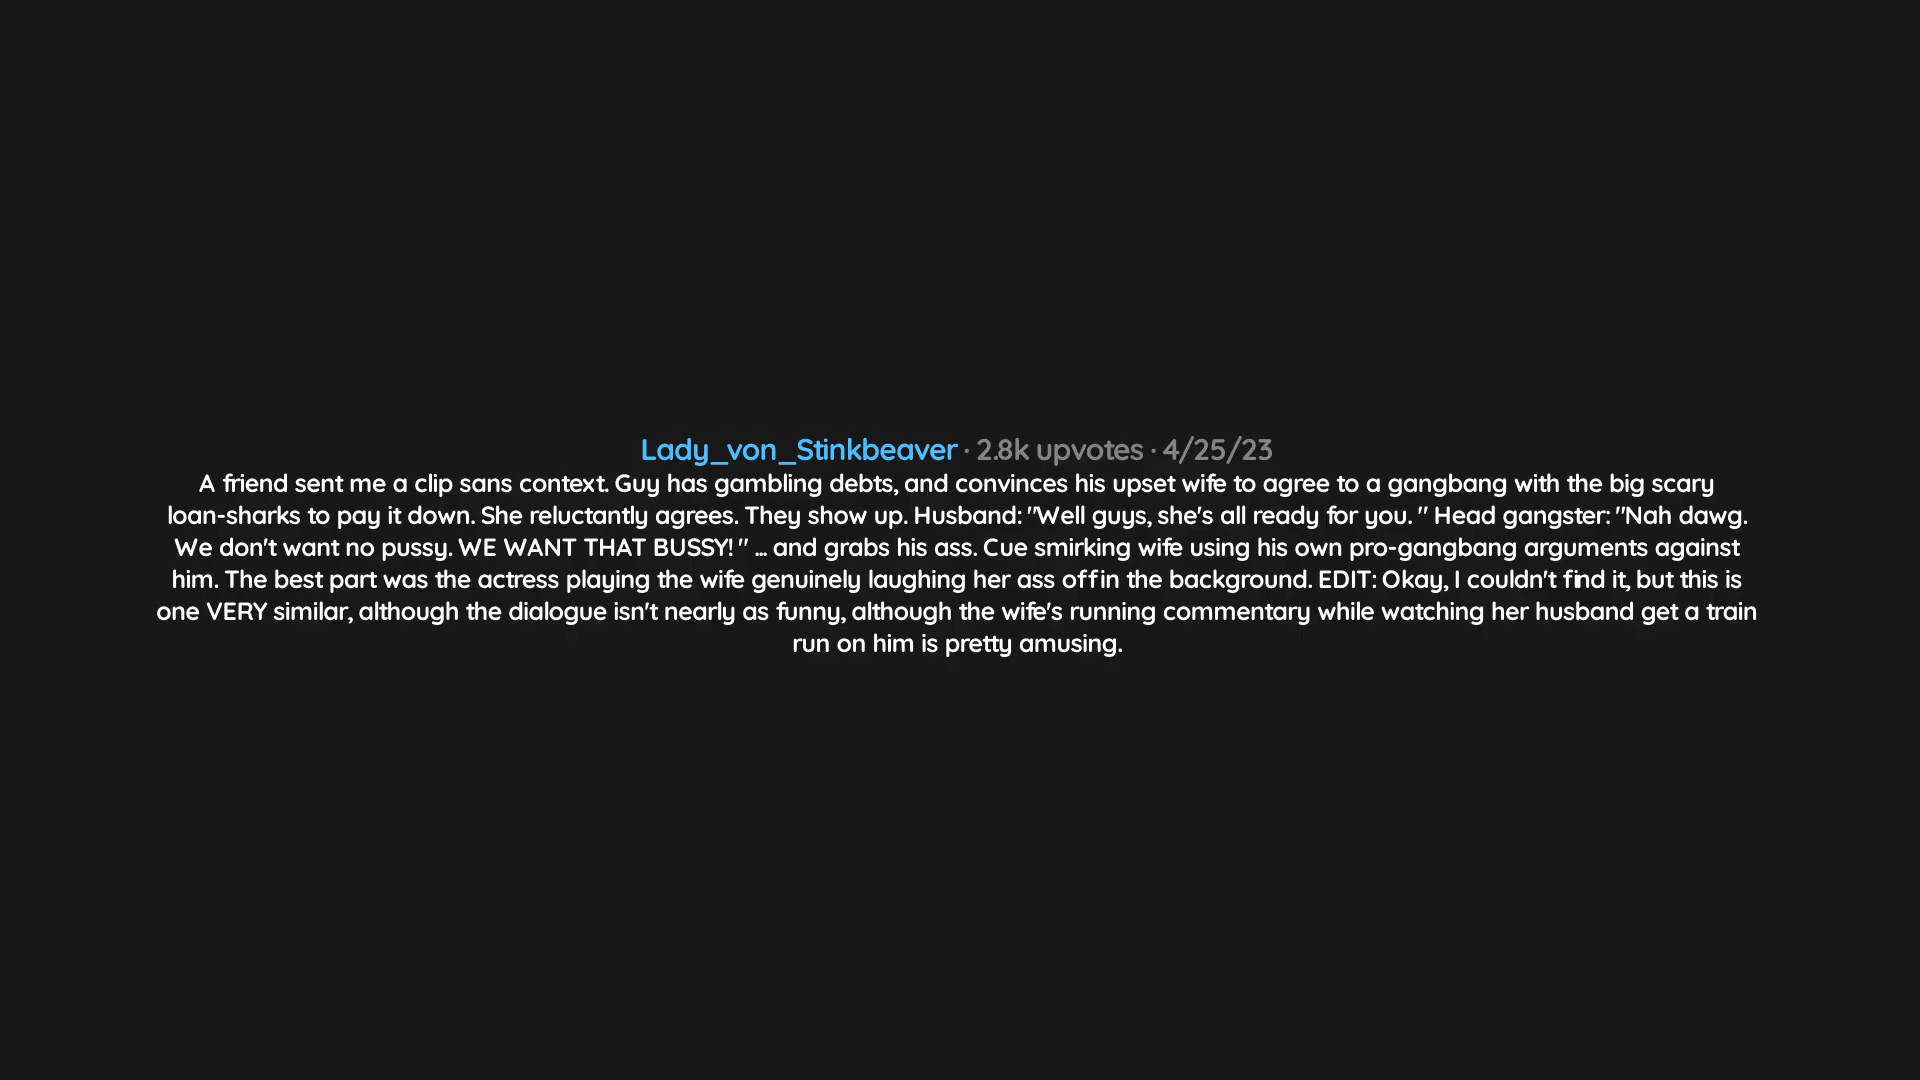 Lady_von_Stinkbeaver · 2.8k upvotes · 4/25/23
A friend sent me a clip sans context. Guy has gambling debts, and convinces his upset wife to agree to a gangbang with the big scary
loan-sharks to pay it down. She reluctantly agrees. They show up. Husband: "Well guys, she's all ready for you. " Head gangster: "Nah dawg.
We don't want no pussy. WE WANT THAT BUSSY! " ... and grabs his ass. Cue smirking wife using his own pro-gangbang arguments against
him. The best part was the actress playing the wife genuinely laughing her ass off in the background. EDIT: Okay, I couldn't find it, but this is
one VERY similar, although the dialogue isn't nearly as funny, although the wife's running commentary while watching her husband get a train
run on him is pretty amusing.